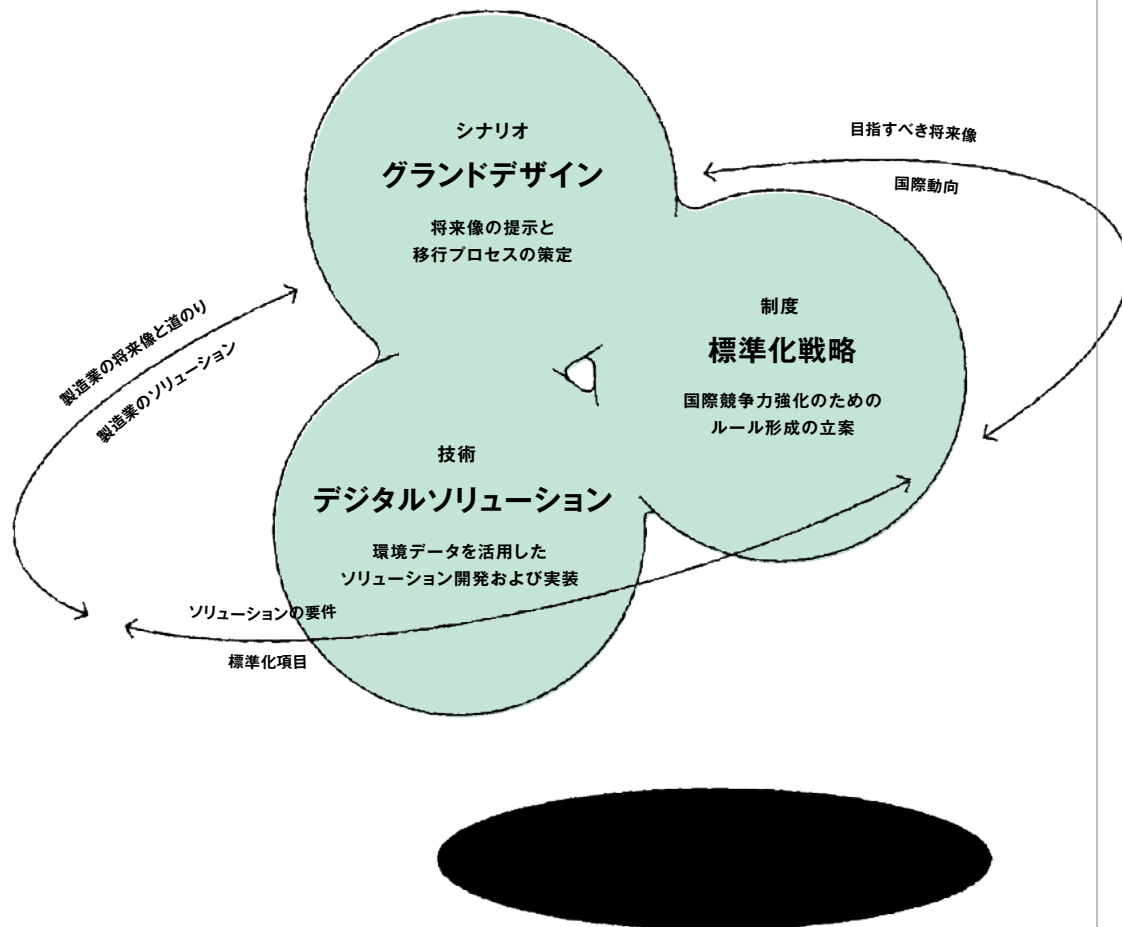 シナリオ
グランドデザイン
将来像の提示と
移行プロセスの策定
目指すべき将来像
国際動向
制度
標準化戦略
国際競争力強化のための
ルール形成の立案
製造業の将来像と道のり
製造業のソリューション
技術
デジタルソリューション
環境データを活用した
ソリューション開発および実装
ソリューションの要件
標準化項目